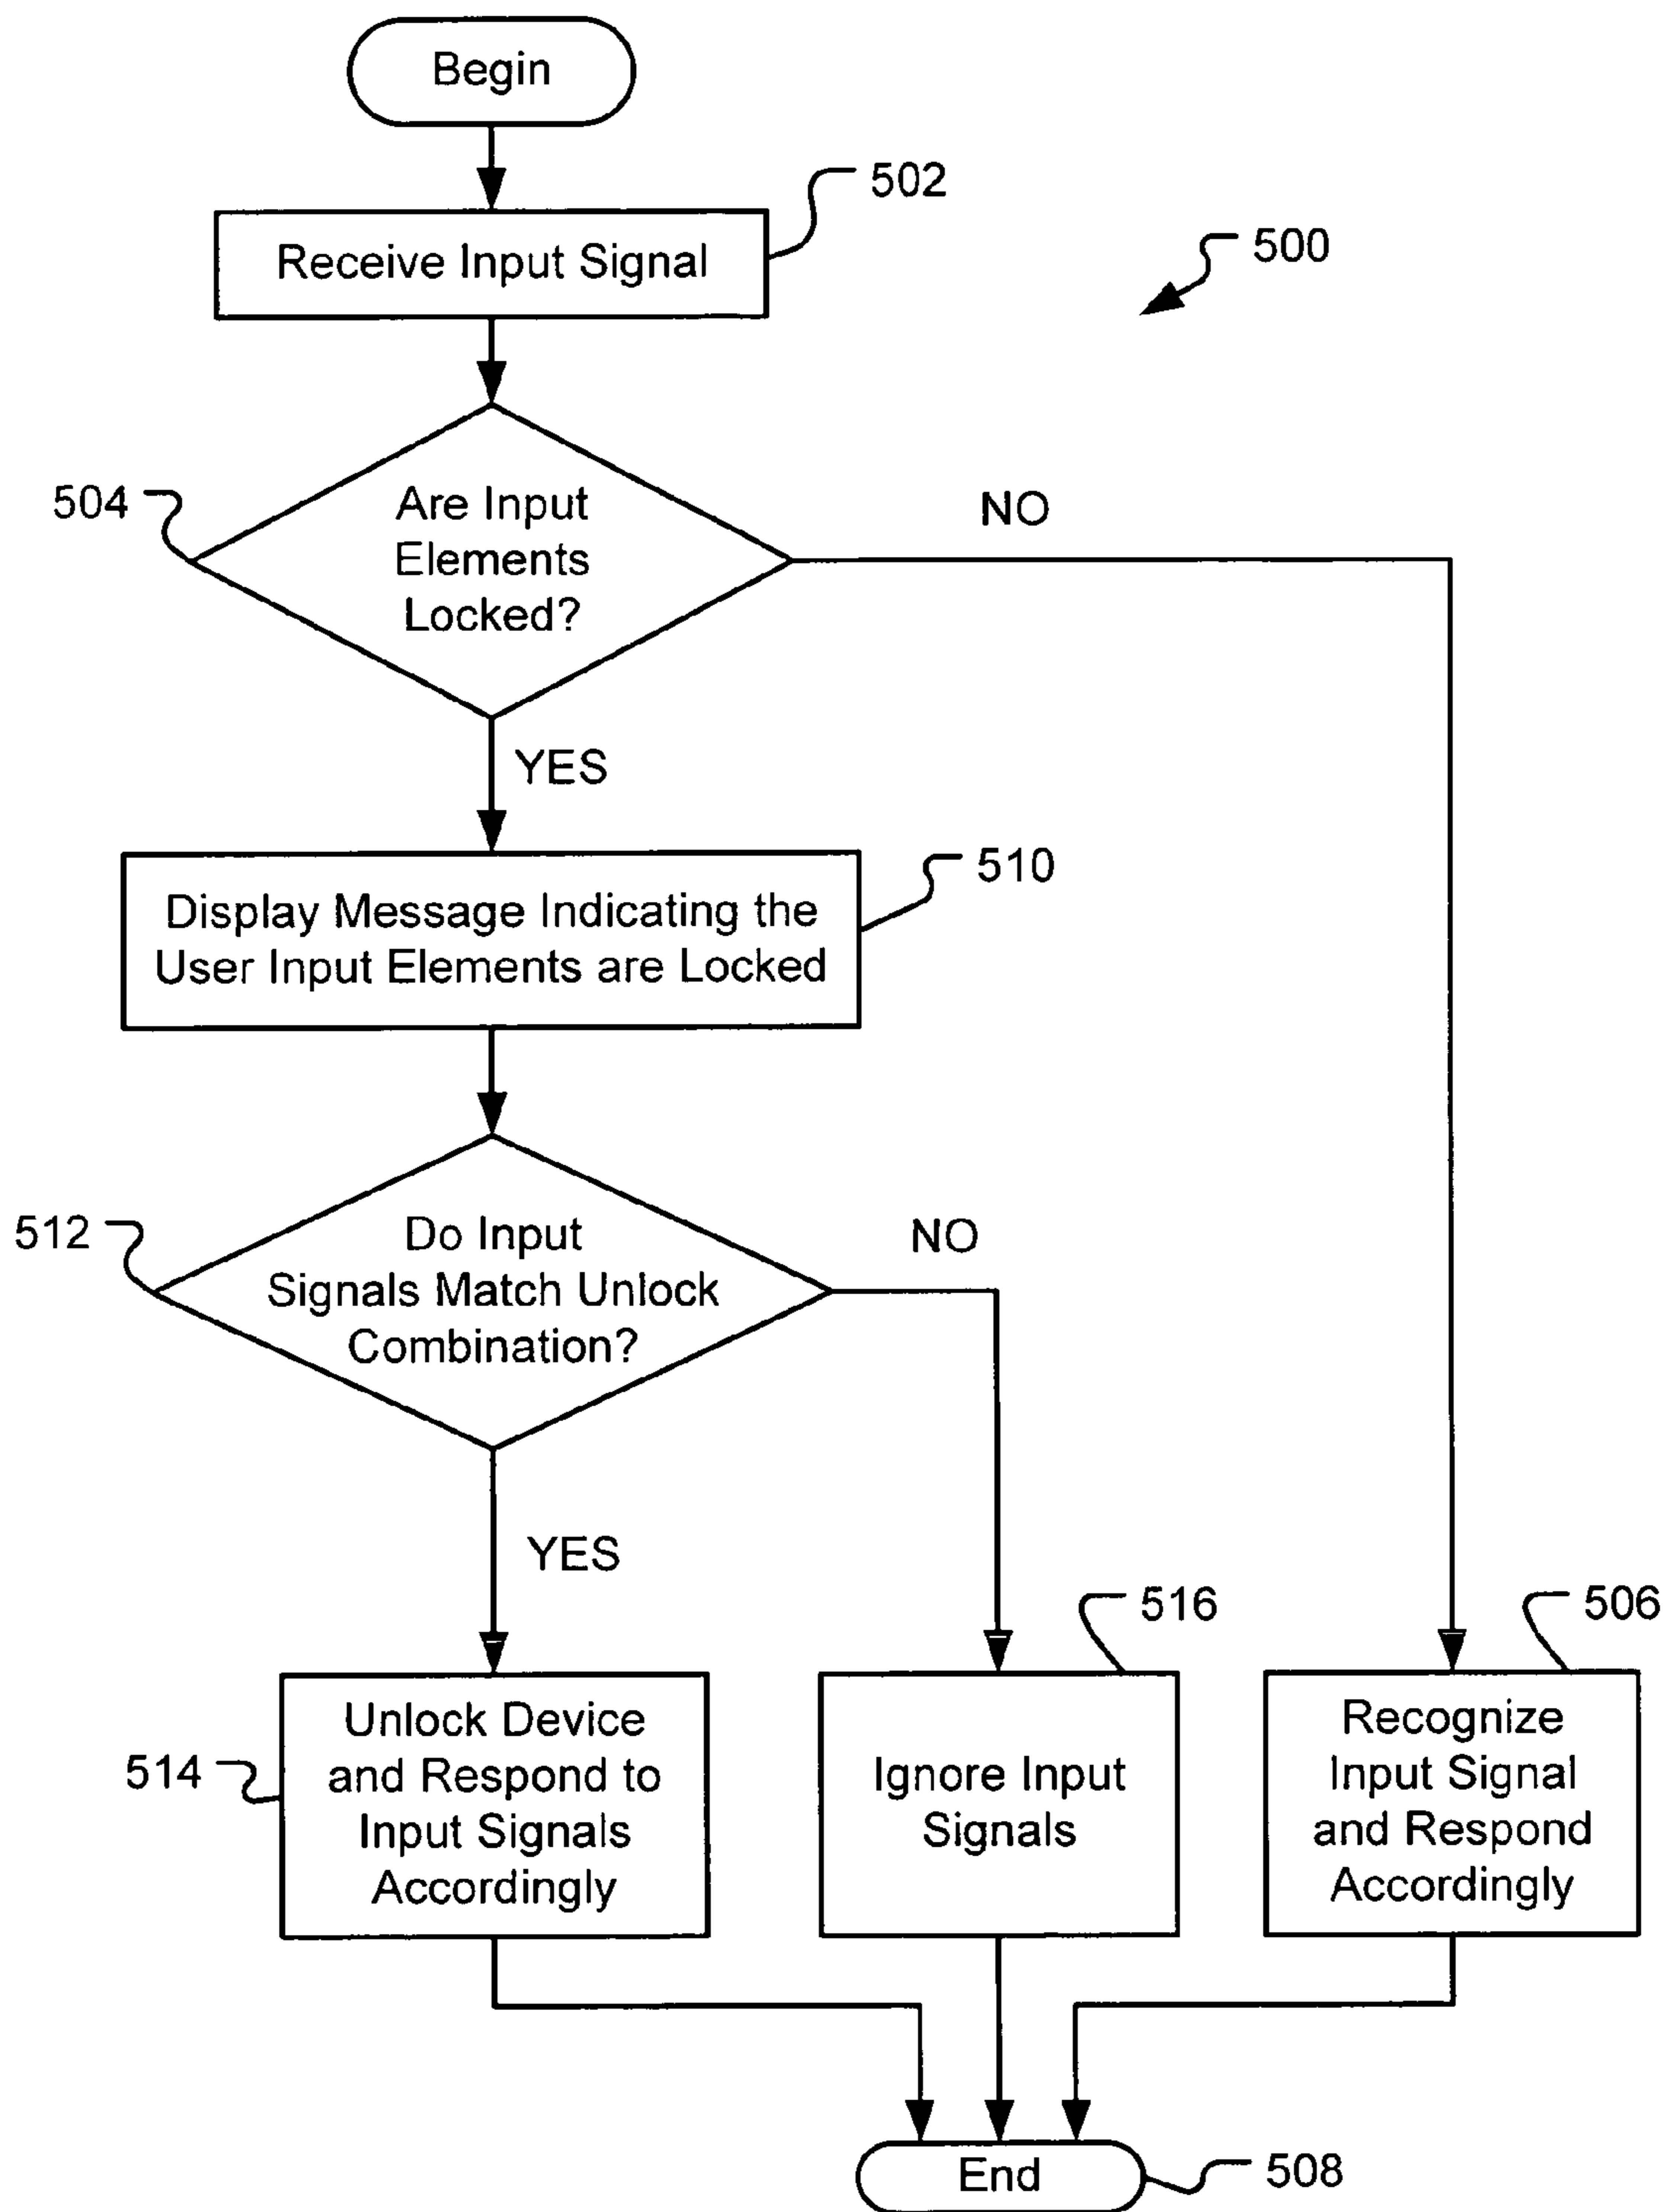 Begin
502
Receive Input Signal
500
504
Are Input
Elements
Locked?
NO
YES
510
Display Message Indicating the
User Input Elements are Locked
512
Do Input
Signals Match Unlock
Combination?
NO
YES
514
Unlock Device
and Respond to
Input Signals
Accordingly
516
Ignore Input
Signals
506
Recognize
Input Signal
and Respond
Accordingly
End
508